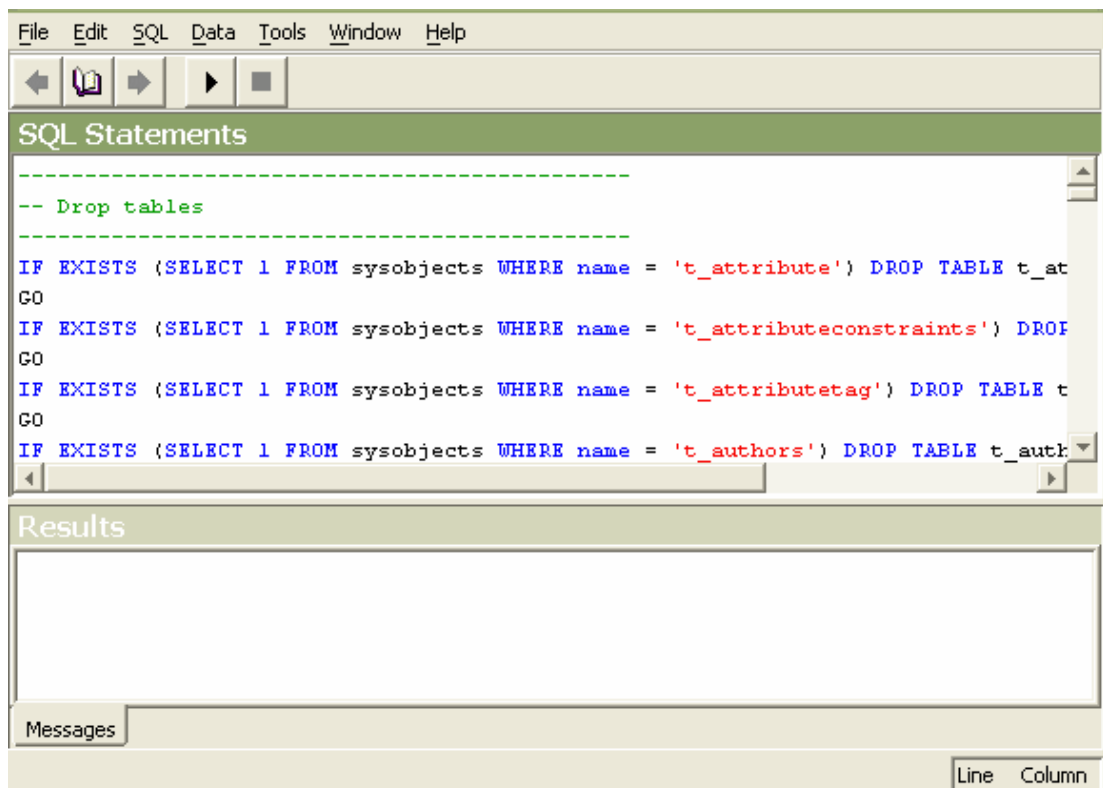 File Edit SQL Data Tools Window Help
SQL Statements
----------------------------------------------
-- Drop tables
----------------------------------------------
IF EXISTS (SELECT 1 FROM sysobjects WHERE name = 't_attribute') DROP TABLE t_at
GO
IF EXISTS (SELECT 1 FROM sysobjects WHERE name = 't_attributeconstraints') DROP
GO
IF EXISTS (SELECT 1 FROM sysobjects WHERE name = 't_attributetag') DROP TABLE t
GO
IF EXISTS (SELECT 1 FROM sysobjects WHERE name = 't_authors') DROP TABLE t_auth
Results
Messages
Line Column